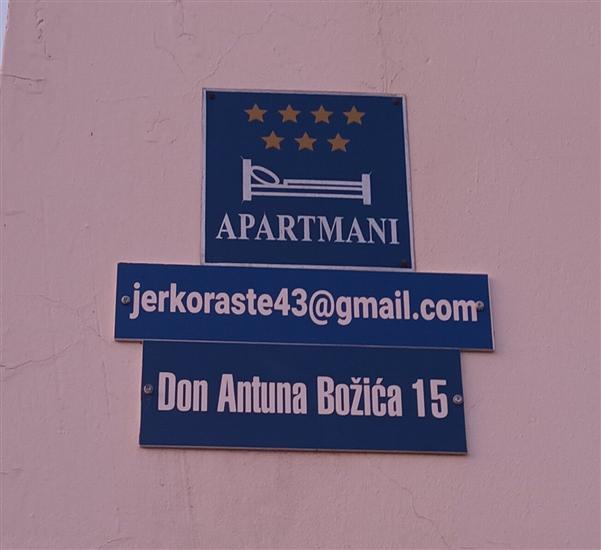 APARTMANI
jerkoraste43@gmail.com
Don Antuna Božića 15